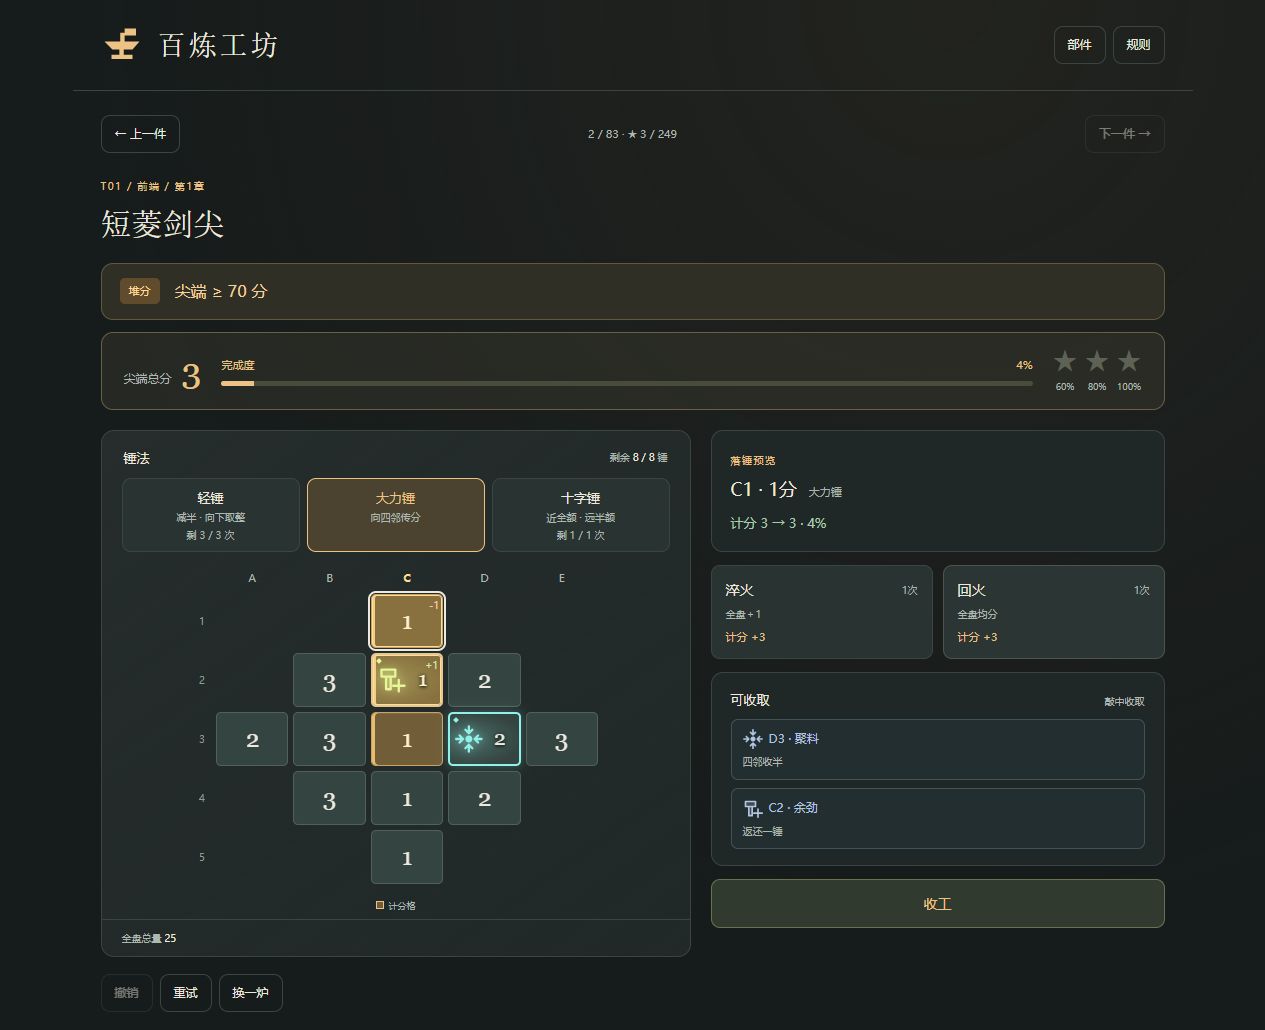 百炼工坊
部件
规则
← 上一件
2 / 83 · ★ 3 / 249
下一件 →
T01 / 前端 / 第1章
短菱剑尖
堆分 尖端 ≥ 70 分
尖端总分 3
完成度
4%
60% 80% 100%
锤法
剩余 8 / 8 锤
轻锤
减半 · 向下取整
剩 3 / 3 次
大力锤
向四邻传分
十字锤
近全额 · 远半额
剩 1 / 1 次
A B C D E
1 1 -1
2 3 1 +1 2
3 2 3 1 2 3
4 3 1 2
5 1
计分格
全盘总量 25
落锤预览
C1 · 1分 大力锤
计分 3 → 3 · 4%
淬火 1次
全盘 + 1
计分 +3
回火 1次
全盘均分
计分 +3
可收取
敲中收取
D3 · 聚料
四邻收半
C2 · 余劲
返还一锤
收工
撤销
重试
换一炉